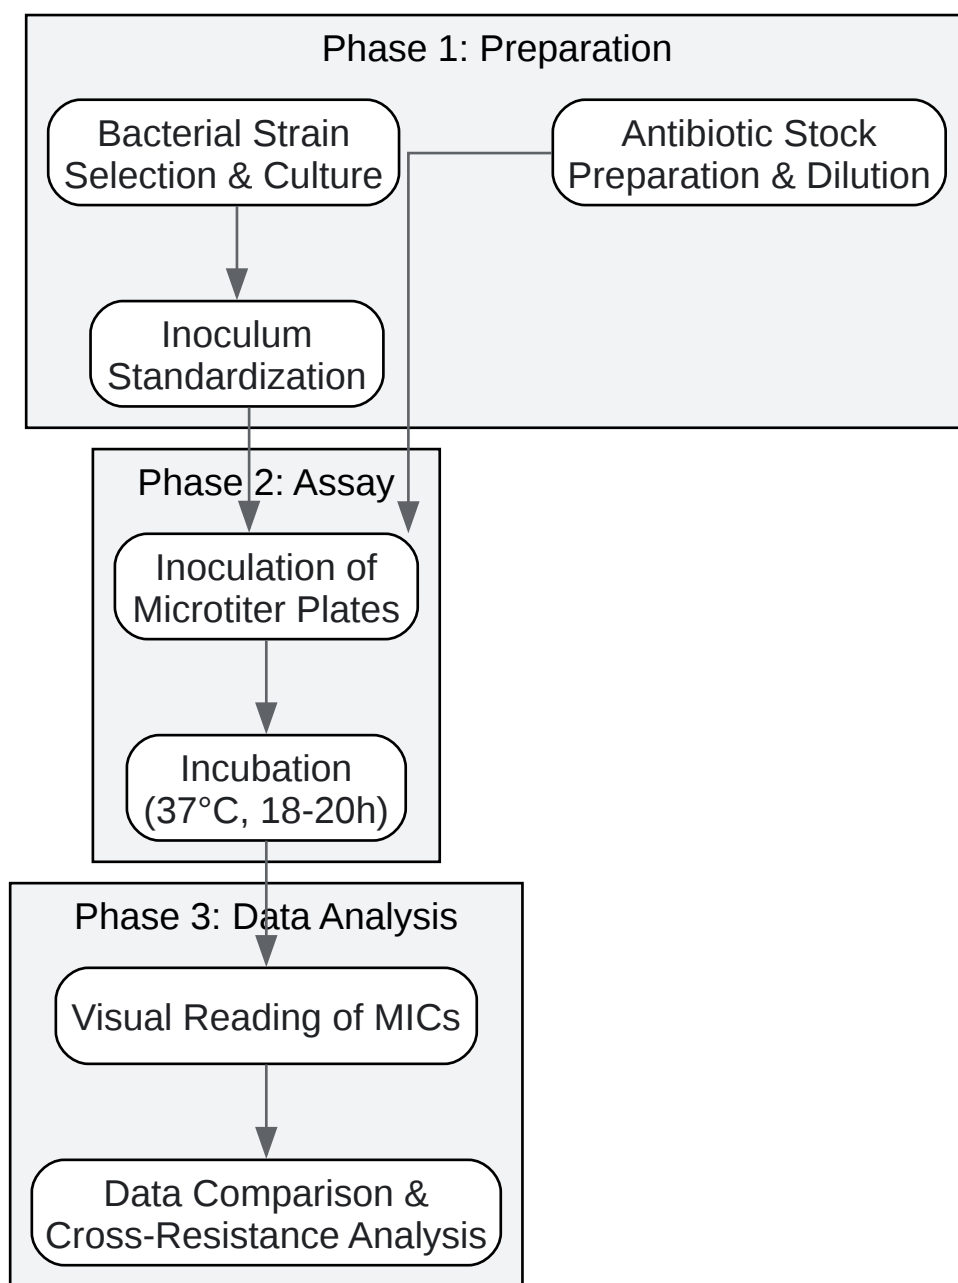 Phase 1: Preparation
Bacterial Strain
Selection & Culture
Antibiotic Stock
Preparation & Dilution
Inoculum
Standardization
Phase 2: Assay
Inoculation of
Microtiter Plates
Incubation
(37°C, 18-20h)
Phase 3: Data Analysis
Visual Reading of MICs
Data Comparison &
Cross-Resistance Analysis